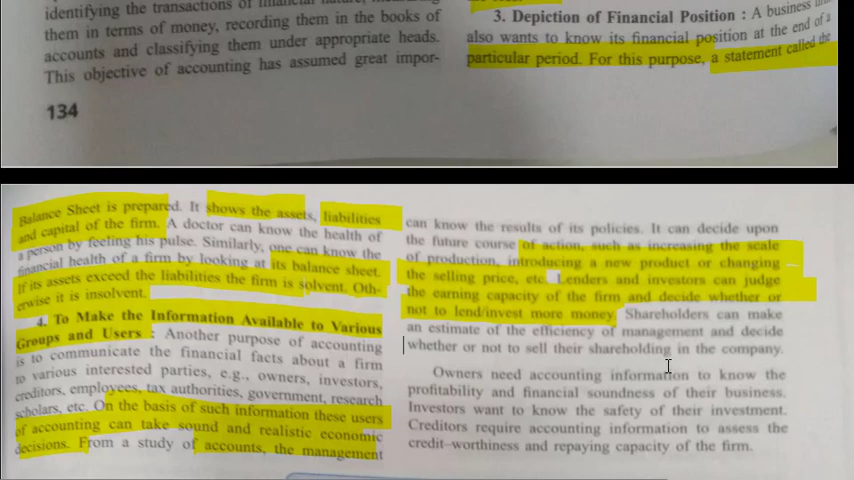 identifying the transactions of financial nature, measuring
them in terms of money, recording them in the books of
accounts and classifying them under appropriate heads.
This objective of accounting has assumed great impor-
134
3. Depiction of Financial Position : A business
also wants to know its financial position at the end of a
particular period. For this purpose, a statement called the
Balance Sheet is prepared. It shows the assets, liabilities
and capital of the firm. A doctor can know the health of
a person by feeling his pulse. Similarly, one can know the
financial health of a firm by looking at its balance sheet.
If its assets exceed the liabilities the firm is solvent. Oth-
erwise it is insolvent.
4. To Make the Information Available to Various
Groups and Users : Another purpose of accounting
is to communicate the financial facts about a firm
to various interested parties, e.g., owners, investors,
creditors, employees, tax authorities, government, research
scholars, etc. On the basis of such information these users
of accounting can take sound and realistic economic
decisions. From a study of accounts, the management
can know the results of its policies. It can decide upon
the future course of action, such as increasing the scale
of production, introducing a new product or changing
the selling price, etc. Lenders and investors can judge
the earning capacity of the firm and decide whether or
not to lend/invest more money. Shareholders can make
an estimate of the efficiency of management and decide
whether or not to sell their shareholding in the company.
Owners need accounting information to know the
profitability and financial soundness of their business.
Investors want to know the safety of their investment.
Creditors require accounting information to assess the
credit–worthiness and repaying capacity of the firm.